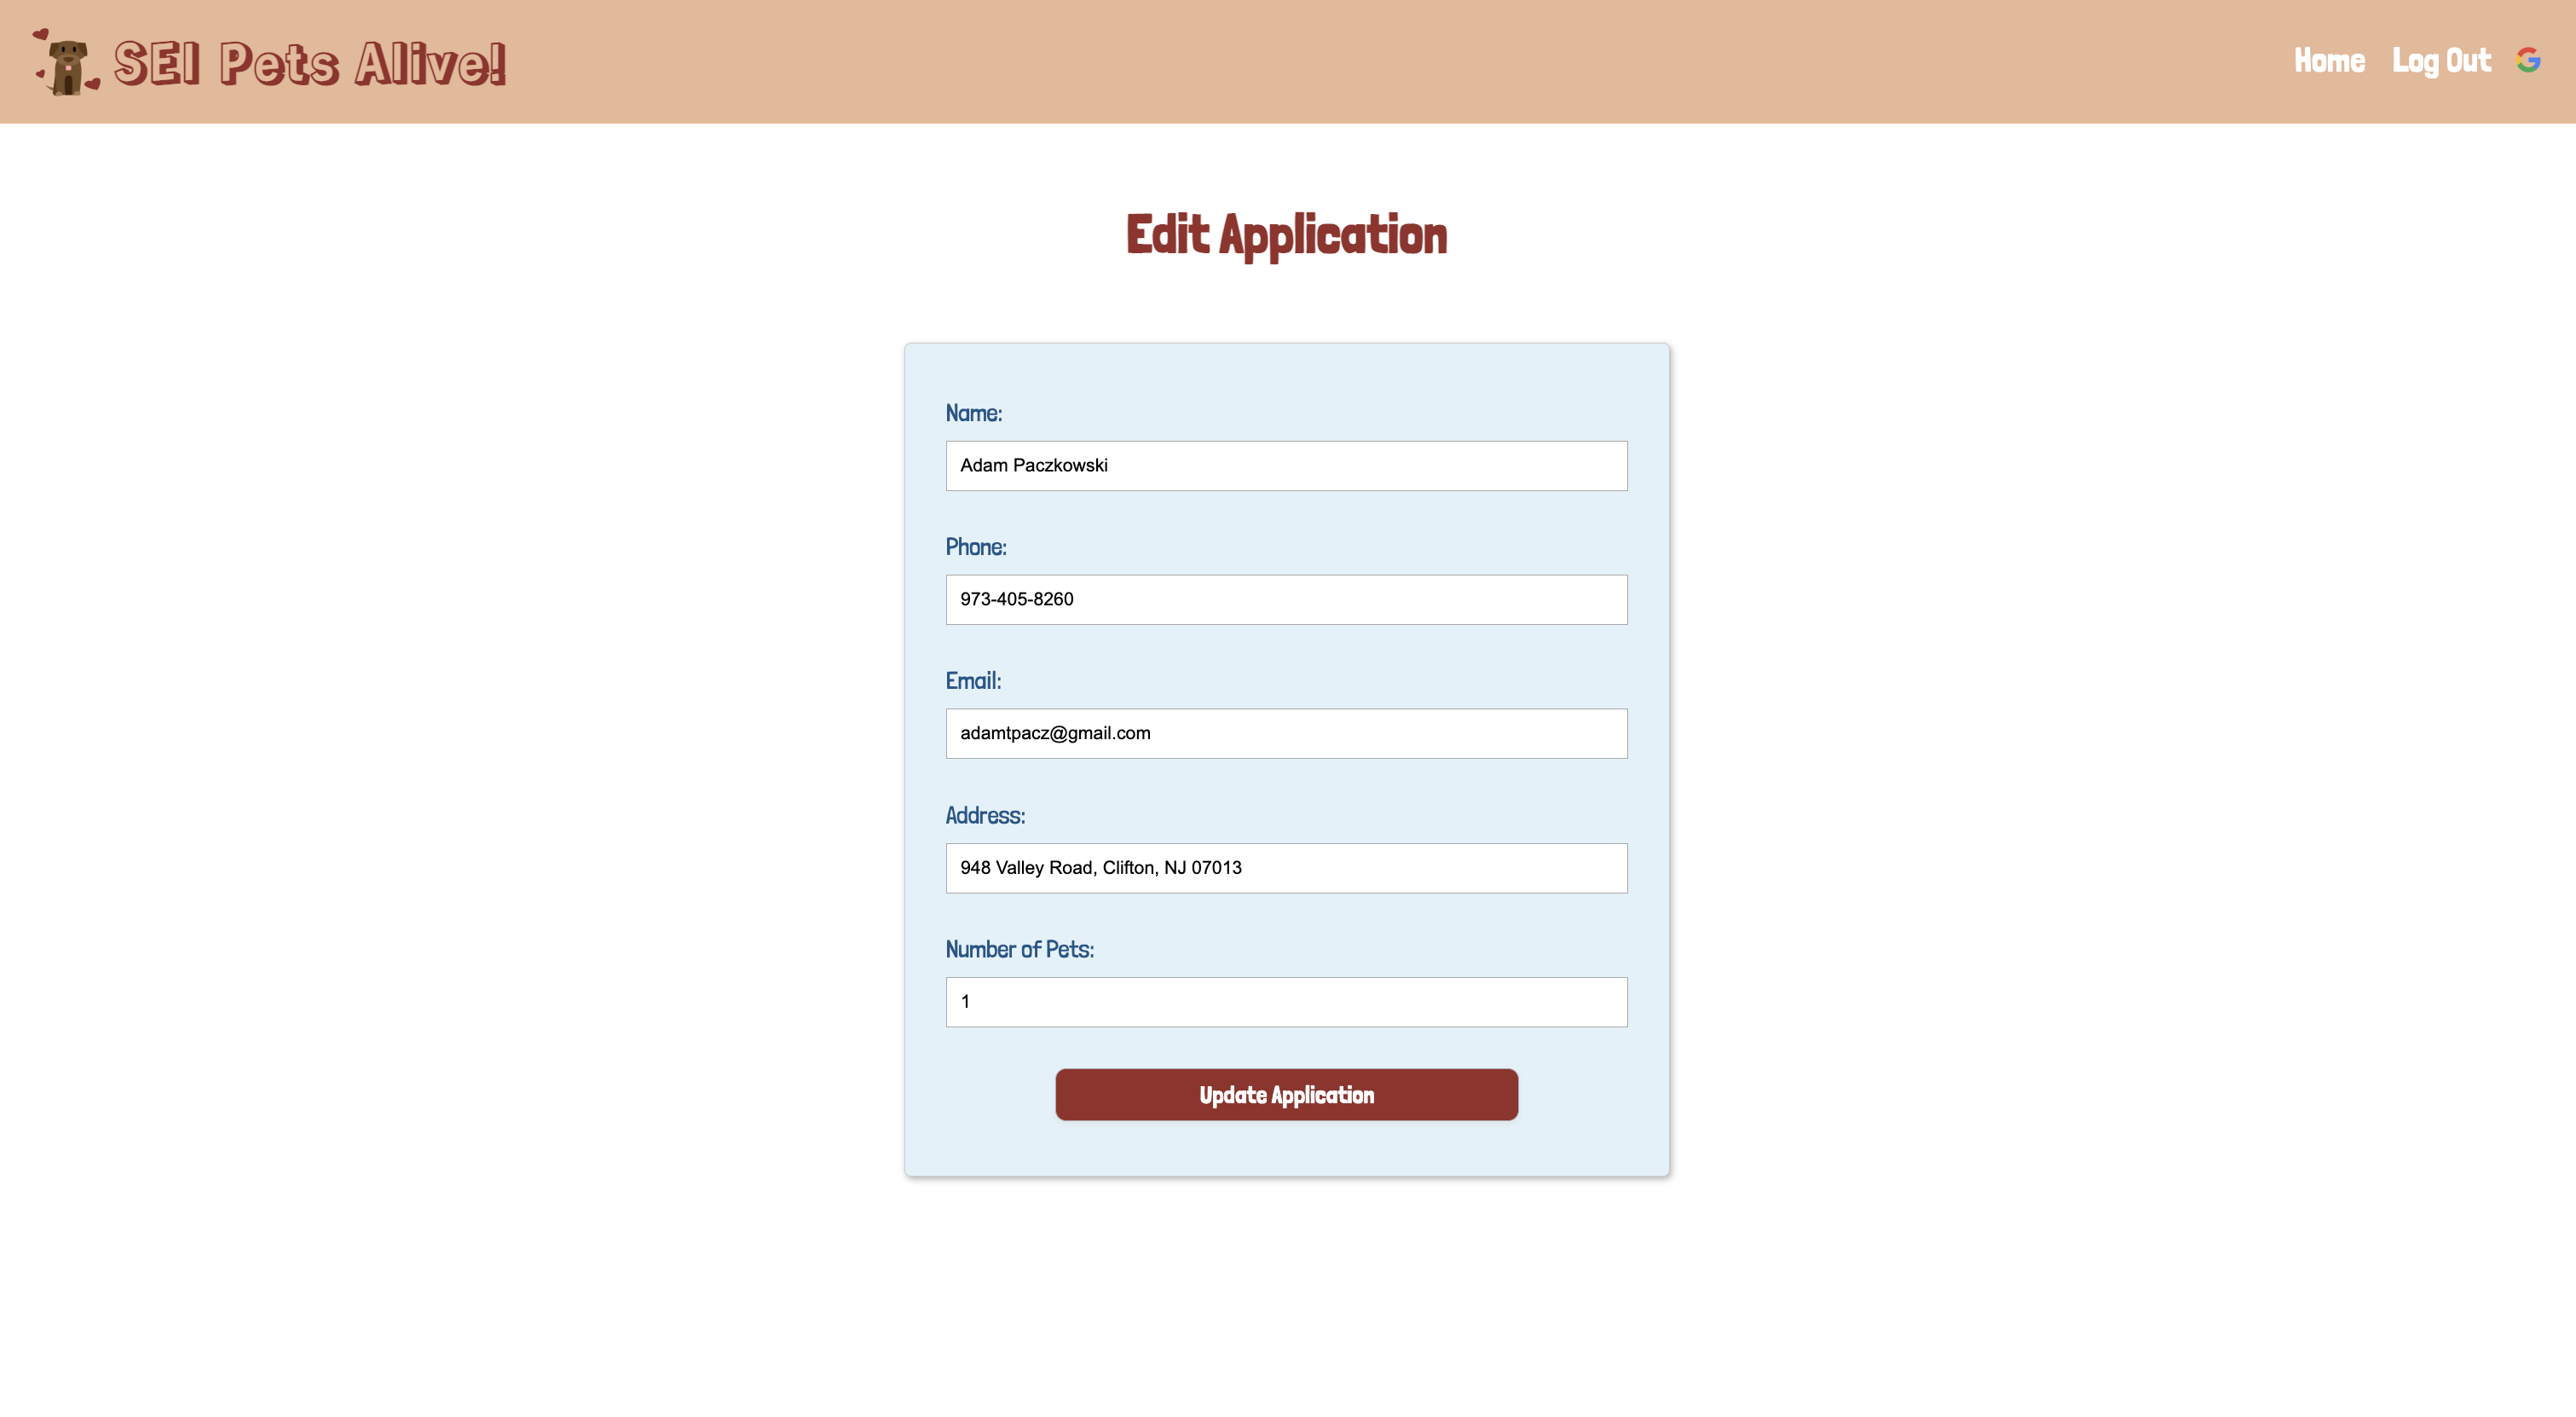 SEI Pets Alive!
Home Log Out
Edit Application
Name:
Adam Paczkowski
Phone:
973-405-8260
Email:
adamtpacz@gmail.com
Address:
948 Valley Road, Clifton, NJ 07013
Number of Pets:
1
Update Application